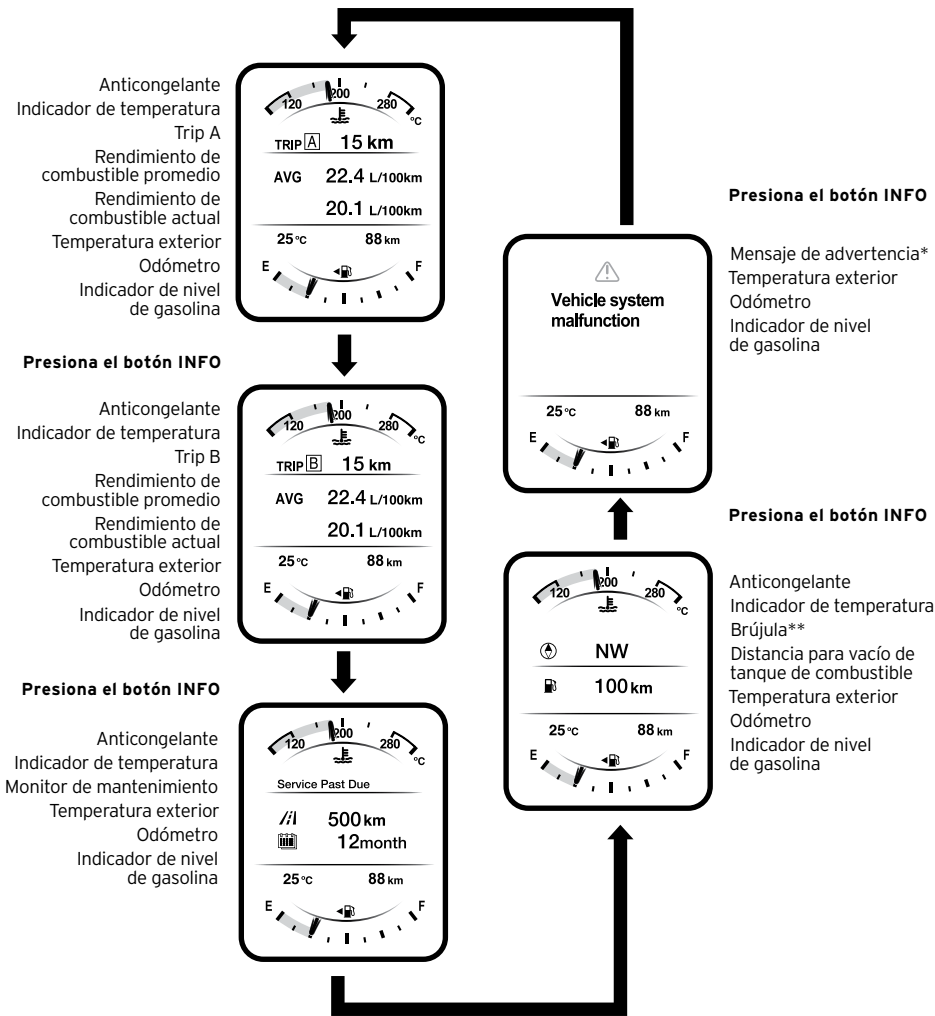 Anticongelante
Indicador de temperatura
Trip A
Rendimiento de
combustible promedio
Rendimiento de
combustible actual
Temperatura exterior
Odómetro
Indicador de nivel
de gasolina
120 200 280 °C
TRIP A 15 km
AVG 22.4 L/100km
20.1 L/100km
25°C 88 km
E F
Presiona el botón INFO
Anticongelante
Indicador de temperatura
Trip B
Rendimiento de
combustible promedio
Rendimiento de
combustible actual
Temperatura exterior
Odómetro
Indicador de nivel
de gasolina
120 200 280 °C
TRIP B 15 km
AVG 22.4 L/100km
20.1 L/100km
25°C 88 km
E F
Presiona el botón INFO
Anticongelante
Indicador de temperatura
Monitor de mantenimiento
Temperatura exterior
Odómetro
Indicador de nivel
de gasolina
120 200 280 °C
Service Past Due
500 km
12month
25°C 88 km
E F
Presiona el botón INFO
Mensaje de advertencia*
Temperatura exterior
Odómetro
Indicador de nivel
de gasolina
Vehicle system
malfunction
25°C 88 km
E F
Presiona el botón INFO
Anticongelante
Indicador de temperatura
Brújula**
Distancia para vacío de
tanque de combustible
Temperatura exterior
Odómetro
Indicador de nivel
de gasolina
120 200 280 °C
NW
100 km
25°C 88 km
E F